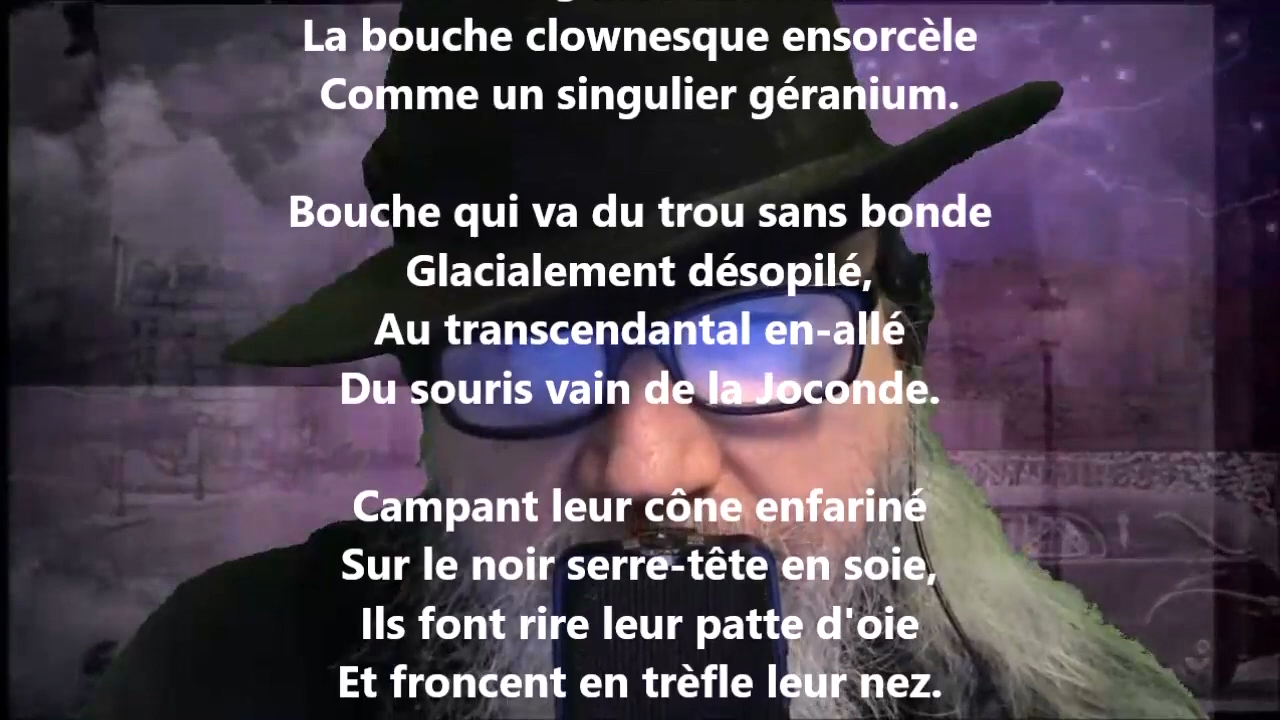 La bouche clownesque ensorcèle
Comme un singulier géranium.
Bouche qui va du trou sans bonde
Glacialement désopilé,
Au transcendantal en-allé
Du souris vain de la Joconde.
Campant leur cône enfariné
Sur le noir serre-tête en soie,
Ils font rire leur patte d'oie
Et froncent en trèfle leur nez.